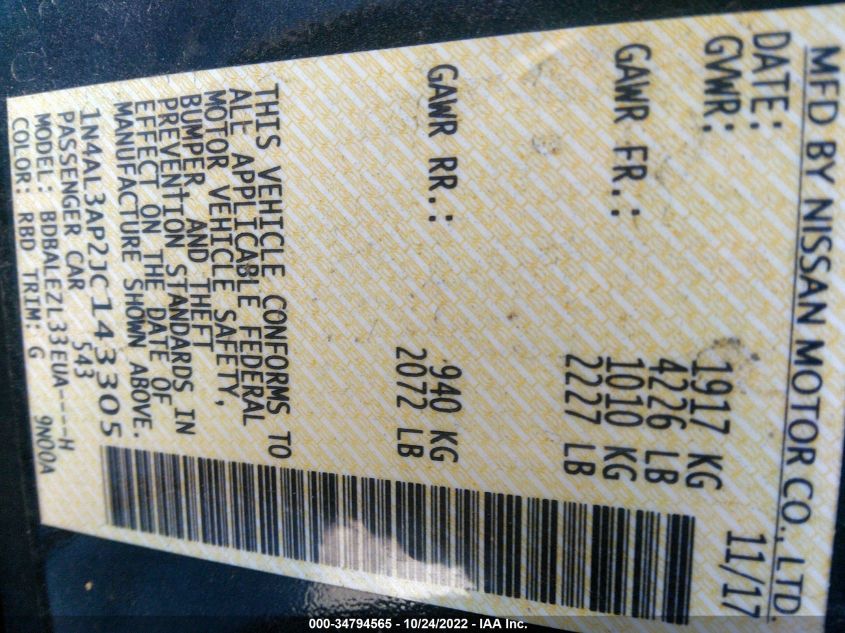 MFD BY NISSAN MOTOR CO., LTD.
DATE: 11/17
GVWR: 1917 KG
4226 LB
GAWR FR.: 1010 KG
2227 LB
GAWR RR.: 940 KG
2072 LB
THIS VEHICLE CONFORMS TO
ALL APPLICABLE FEDERAL
MOTOR VEHICLE SAFETY,
BUMPER, AND THEFT
PREVENTION STANDARDS IN
EFFECT ON THE DATE OF
MANUFACTURE SHOWN ABOVE.
1N4AL3AP2JC143305
PASSENGER CAR 543
MODEL: BDBALEZL33EUA----H
COLOR: RBD TRIM: G 9N00A
000-34794565 - 10/24/2022 - IAA Inc.